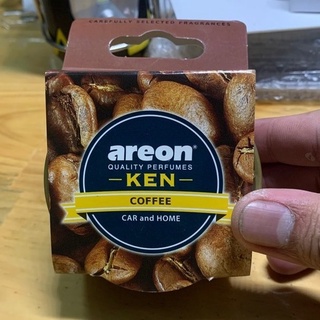 CAREFULLY SELECTED FRAGRANCES
areon
QUALITY PERFUMES
KEN
COFFEE
CAR and HOME